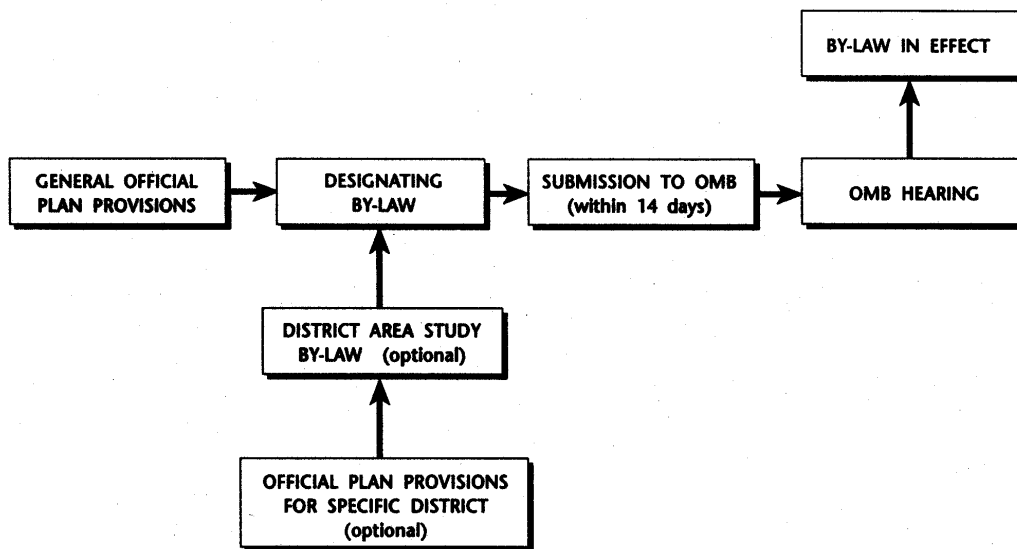 BY-LAW IN EFFECT
GENERAL OFFICIAL
PLAN PROVISIONS
DESIGNATING
BY-LAW
SUBMISSION TO OMB
(within 14 days)
OMB HEARING
DISTRICT AREA STUDY
BY-LAW (optional)
OFFICIAL PLAN PROVISIONS
FOR SPECIFIC DISTRICT
(optional)